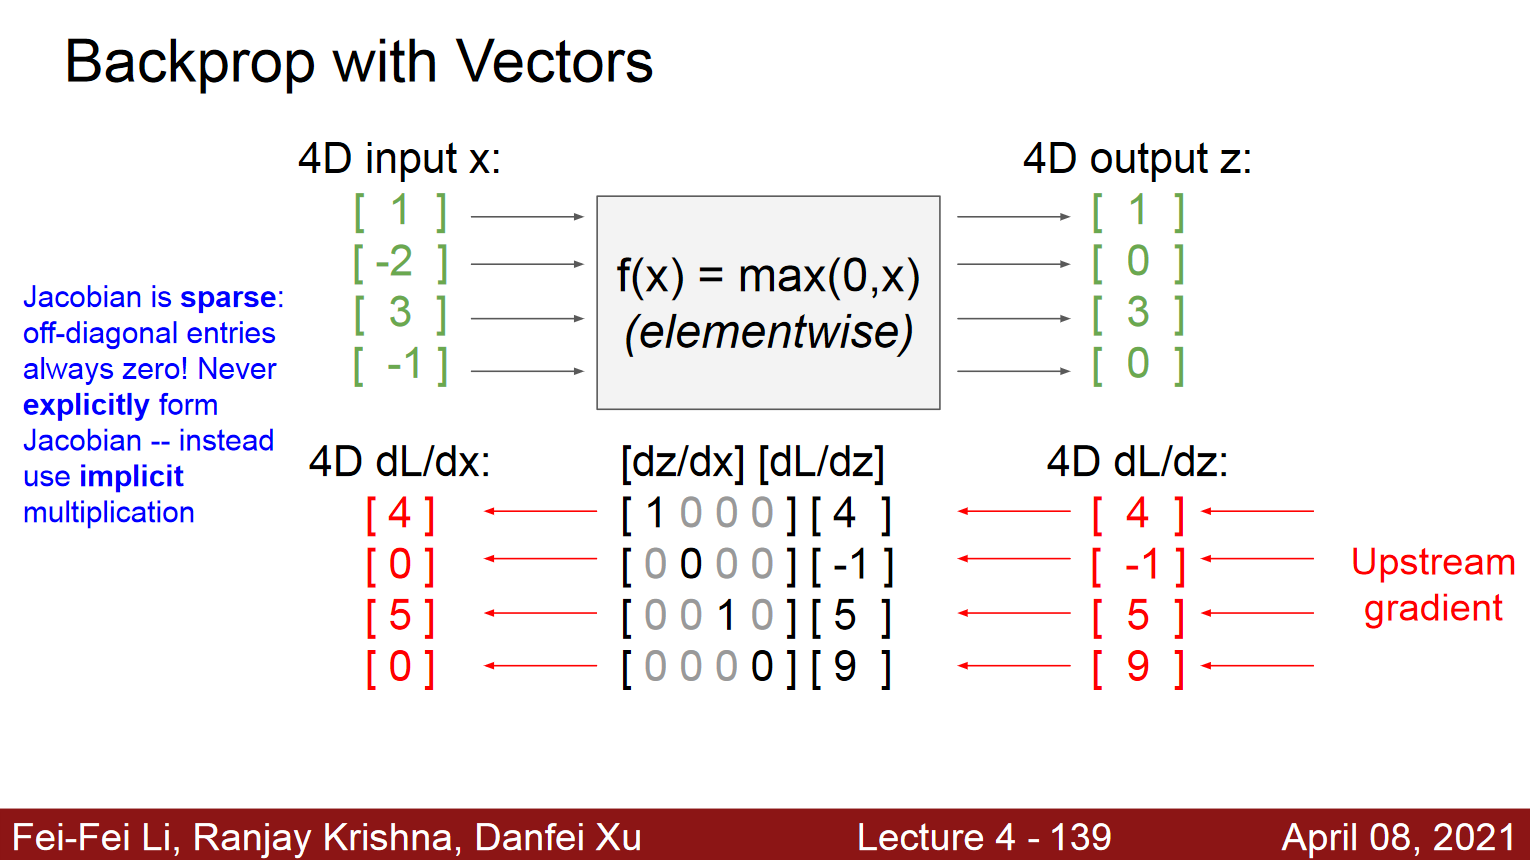 Backprop with Vectors
4D input x:
[ 1 ]
[ -2 ]
[ 3 ]
[ -1 ]
f(x) = max(0,x)
(elementwise)
4D output z:
[ 1 ]
[ 0 ]
[ 3 ]
[ 0 ]
Jacobian is sparse:
off-diagonal entries
always zero! Never
explicitly form
Jacobian -- instead
use implicit
multiplication
4D dL/dx:
[ 4 ]
[ 0 ]
[ 5 ]
[ 0 ]
[dz/dx] [dL/dz]
[ 1 0 0 0 ] [ 4 ]
[ 0 0 0 0 ] [ -1 ]
[ 0 0 1 0 ] [ 5 ]
[ 0 0 0 0 ] [ 9 ]
4D dL/dz:
[ 4 ]
[ -1 ]
[ 5 ]
[ 9 ]
Upstream
gradient
Fei-Fei Li, Ranjay Krishna, Danfei Xu
Lecture 4 - 139
April 08, 2021